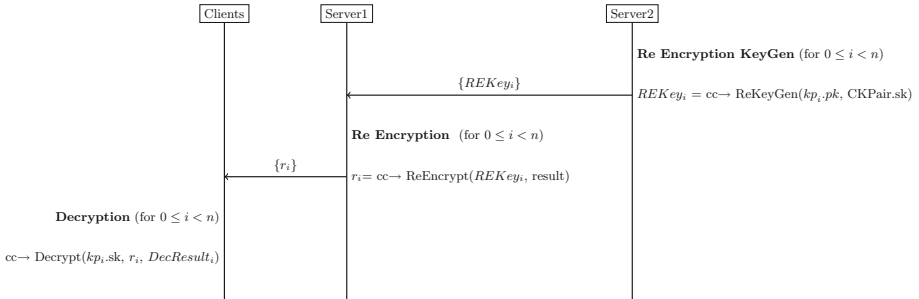 Clients Server1 Server2
Re Encryption KeyGen (for 0 ≤ i < n)
{REKey_i}
REKey_i = cc→ ReKeyGen(kp_i.pk, CKPair.sk)
Re Encryption (for 0 ≤ i < n)
{r_i}
r_i= cc→ ReEncrypt(REKey_i, result)
Decryption (for 0 ≤ i < n)
cc→ Decrypt(kp_i.sk, r_i, DecResult_i)